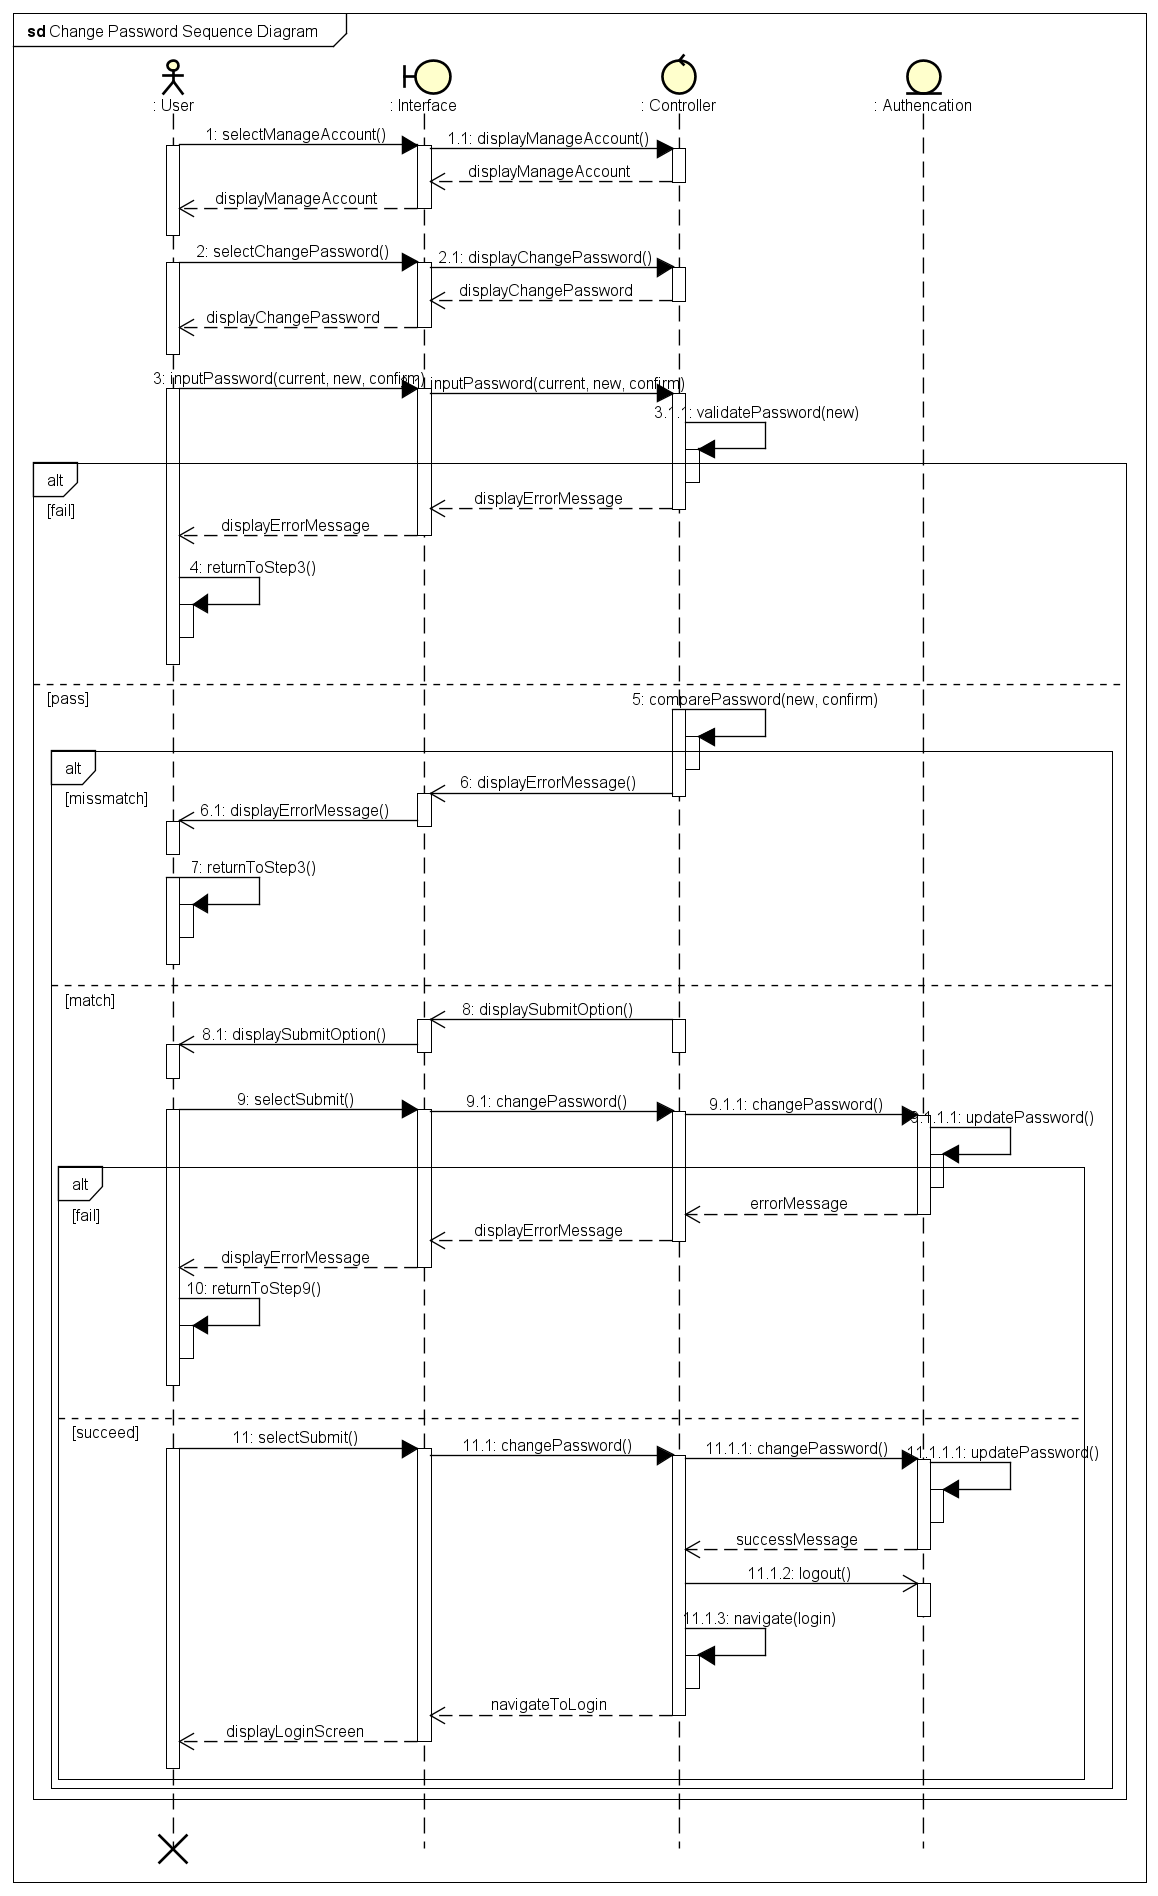 sd Change Password Sequence Diagram
: User
: Interface
: Controller
: Authencation
1: selectManageAccount()
1.1: displayManageAccount()
displayManageAccount
displayManageAccount
2: selectChangePassword()
2.1: displayChangePassword()
displayChangePassword
displayChangePassword
3: inputPassword(current, new, confirm)
inputPassword(current, new, confirm)
3.1.1: validatePassword(new)
alt
[fail]
displayErrorMessage
displayErrorMessage
4: returnToStep3()
[pass]
5: comparePassword(new, confirm)
alt
[missmatch]
6: displayErrorMessage()
6.1: displayErrorMessage()
7: returnToStep3()
[match]
8: displaySubmitOption()
8.1: displaySubmitOption()
9: selectSubmit()
9.1: changePassword()
9.1.1: changePassword()
9.1.1.1: updatePassword()
alt
[fail]
errorMessage
displayErrorMessage
displayErrorMessage
10: returnToStep9()
[succeed]
11: selectSubmit()
11.1: changePassword()
11.1.1: changePassword()
11.1.1.1: updatePassword()
successMessage
11.1.2: logout()
11.1.3: navigate(login)
navigateToLogin
displayLoginScreen